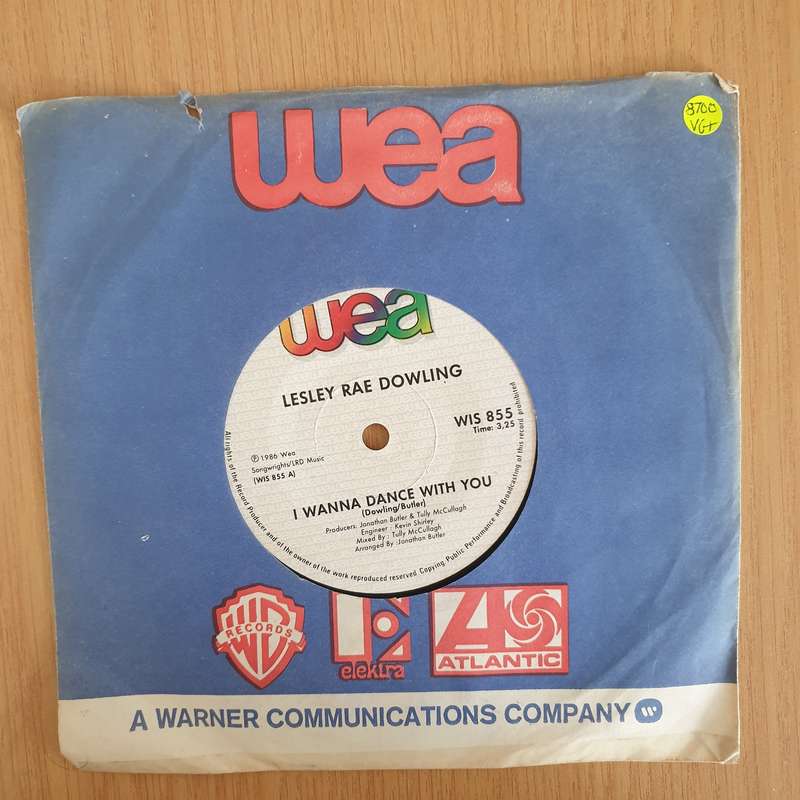 wea
8700
VG+
wea
LESLEY RAE DOWLING
WIS 855
Time: 3,25
℗ 1986 Wea
Songwrights/LRD Music
(WIS 855 A)
I WANNA DANCE WITH YOU
(Dowling/Butler)
Producers: Jonathan Butler & Tully McCullagh
Engineer : Kevin Shirley
Mixed By : Tully McCullagh
Arranged By :Jonathan Butler
All rights of the Record Producer and of the owner of the work reproduced reserved. Copying, Public Performance and Broadcasting of this record prohibited
WB
RECORDS
elektra
ATLANTIC
A WARNER COMMUNICATIONS COMPANY